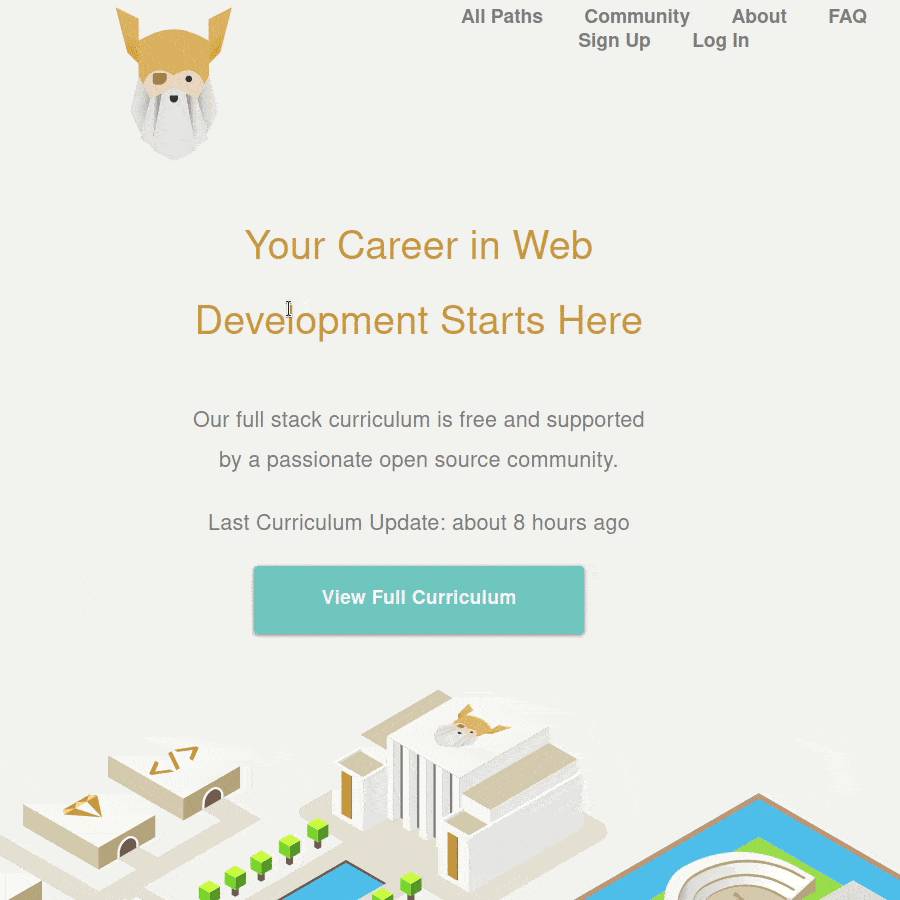 All Paths Community About FAQ
Sign Up Log In
Your Career in Web
Development Starts Here
Our full stack curriculum is free and supported
by a passionate open source community.
Last Curriculum Update: about 8 hours ago
View Full Curriculum
</>